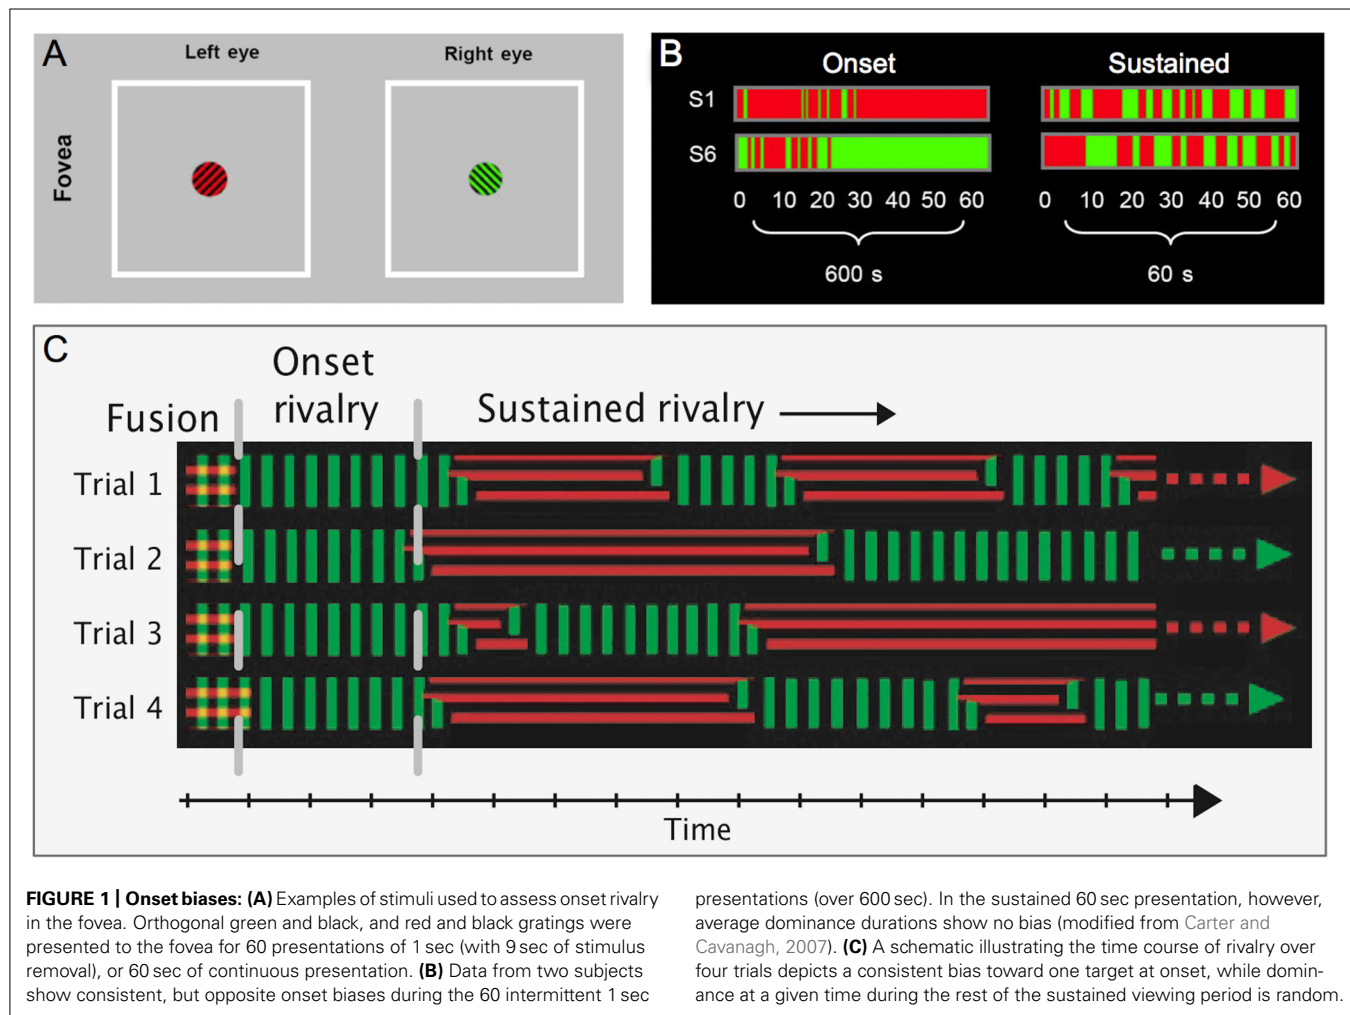 A
Left eye
Right eye
Fovea
B
Onset
Sustained
S1
S6
0 10 20 30 40 50 60
0 10 20 30 40 50 60
600 s
60 s
C
Onset
rivalry
Fusion
Sustained rivalry
Trial 1
Trial 2
Trial 3
Trial 4
Time
FIGURE 1 | Onset biases: (A) Examples of stimuli used to assess onset rivalry
in the fovea. Orthogonal green and black, and red and black gratings were
presented to the fovea for 60 presentations of 1 sec (with 9 sec of stimulus
removal), or 60 sec of continuous presentation. (B) Data from two subjects
show consistent, but opposite onset biases during the 60 intermittent 1 sec
presentations (over 600 sec). In the sustained 60 sec presentation, however,
average dominance durations show no bias (modified from Carter and
Cavanagh, 2007). (C) A schematic illustrating the time course of rivalry over
four trials depicts a consistent bias toward one target at onset, while domin-
ance at a given time during the rest of the sustained viewing period is random.